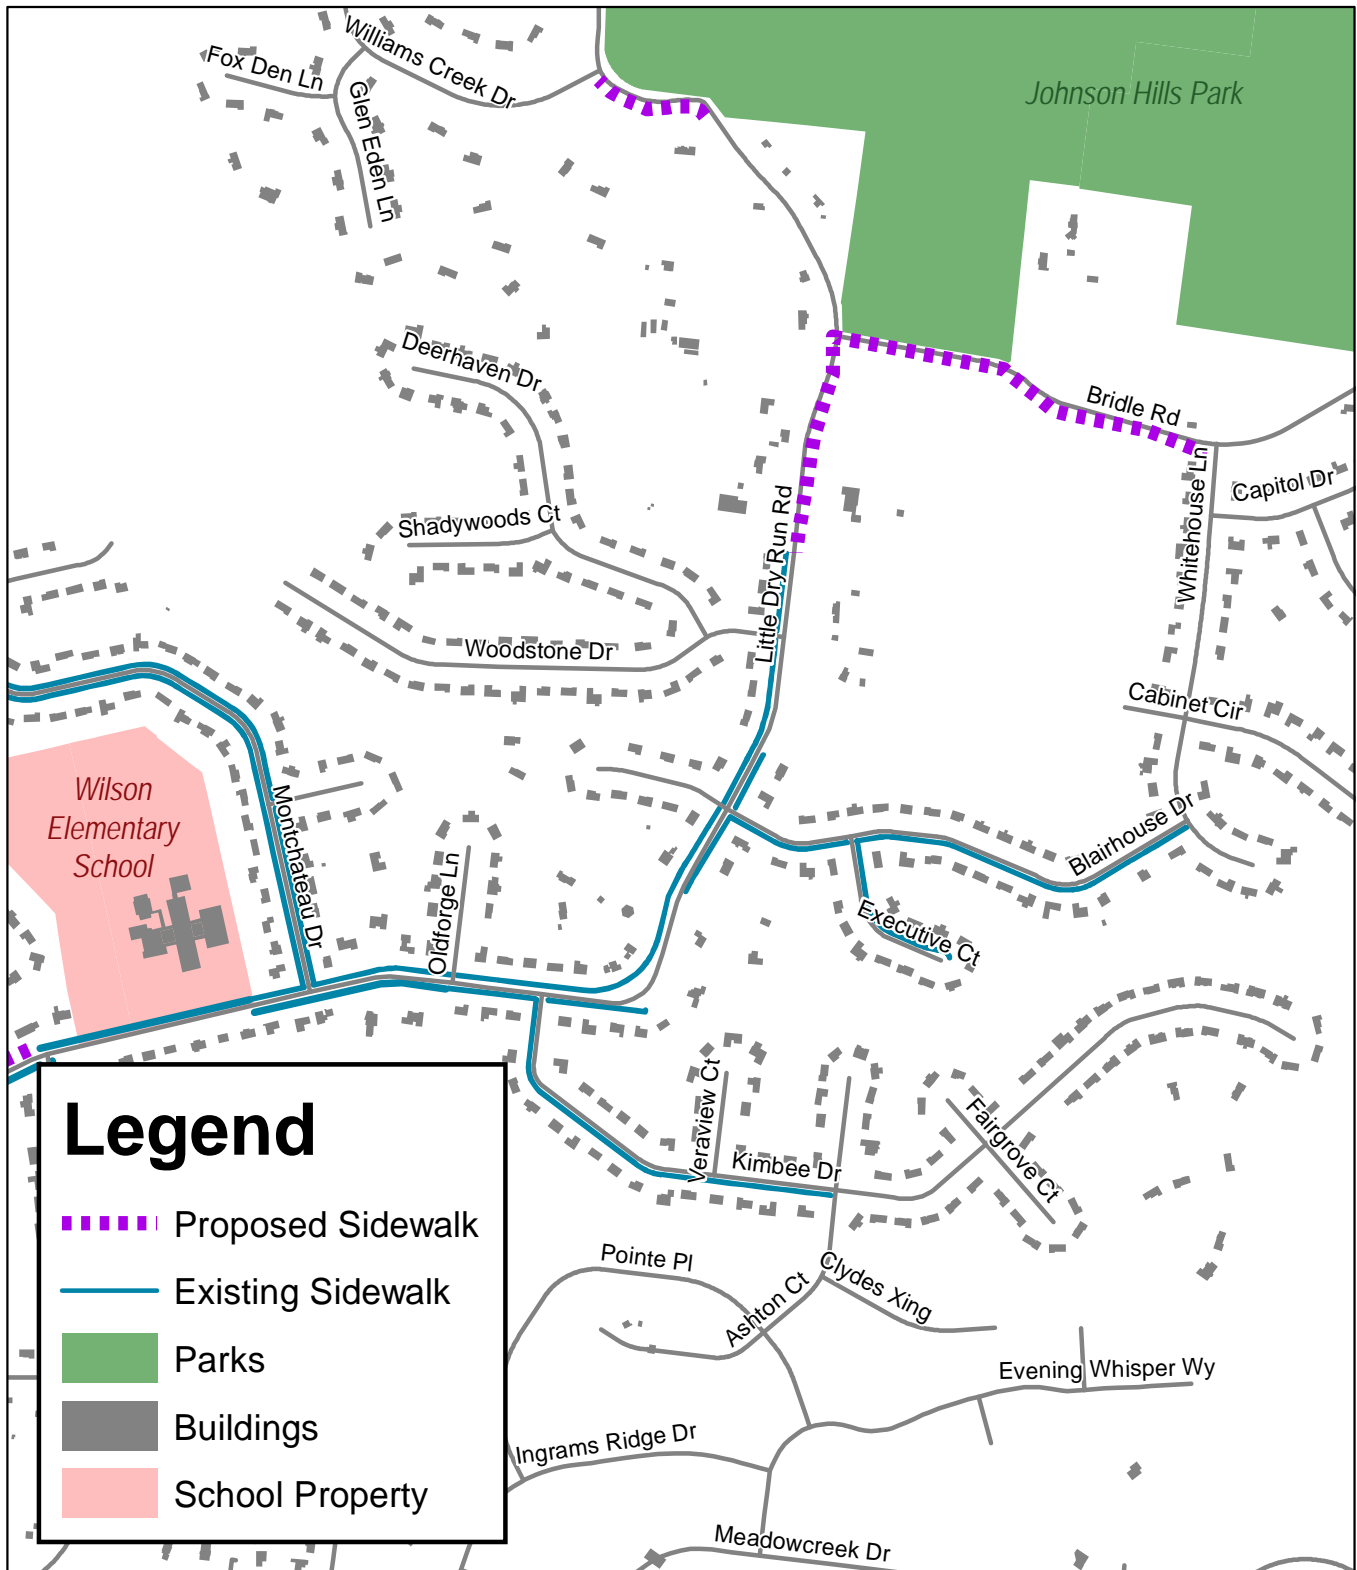 Williams Creek Dr
Fox Den Ln
Glen Eden Ln
Johnson Hills Park
Deerhaven Dr
Bridle Rd
Whitehouse Ln
Capitol Dr
Shadywoods Ct
Little Dry Run Rd
Woodstone Dr
Cabinet Cir
Wilson
Elementary
School
Montchateau Dr
Blairhouse Dr
Oldforge Ln
Executive Ct
Veraview Ct
Kimbee Dr
Fairgrove Ct
Pointe Pl
Ashton Ct
Clydes Xing
Evening Whisper Wy
Ingrams Ridge Dr
Meadowcreek Dr
Legend
Proposed Sidewalk
Existing Sidewalk
Parks
Buildings
School Property